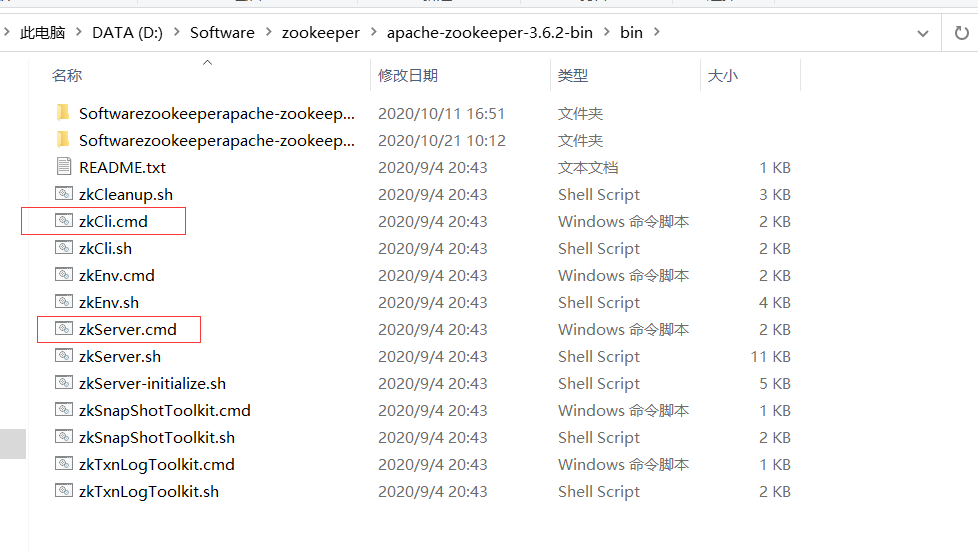 此电脑 > DATA (D:) > Software > zookeeper > apache-zookeeper-3.6.2-bin > bin >
名称 修改日期 类型 大小
Softwarezookeeperapache-zookeep... 2020/10/11 16:51 文件夹
Softwarezookeeperapache-zookeep... 2020/10/21 10:12 文件夹
README.txt 2020/9/4 20:43 文本文档 1 KB
zkCleanup.sh 2020/9/4 20:43 Shell Script 3 KB
zkCli.cmd 2020/9/4 20:43 Windows 命令脚本 2 KB
zkCli.sh 2020/9/4 20:43 Shell Script 2 KB
zkEnv.cmd 2020/9/4 20:43 Windows 命令脚本 2 KB
zkEnv.sh 2020/9/4 20:43 Shell Script 4 KB
zkServer.cmd 2020/9/4 20:43 Windows 命令脚本 2 KB
zkServer.sh 2020/9/4 20:43 Shell Script 11 KB
zkServer-initialize.sh 2020/9/4 20:43 Shell Script 5 KB
zkSnapShotToolkit.cmd 2020/9/4 20:43 Windows 命令脚本 1 KB
zkSnapShotToolkit.sh 2020/9/4 20:43 Shell Script 2 KB
zkTxnLogToolkit.cmd 2020/9/4 20:43 Windows 命令脚本 1 KB
zkTxnLogToolkit.sh 2020/9/4 20:43 Shell Script 2 KB